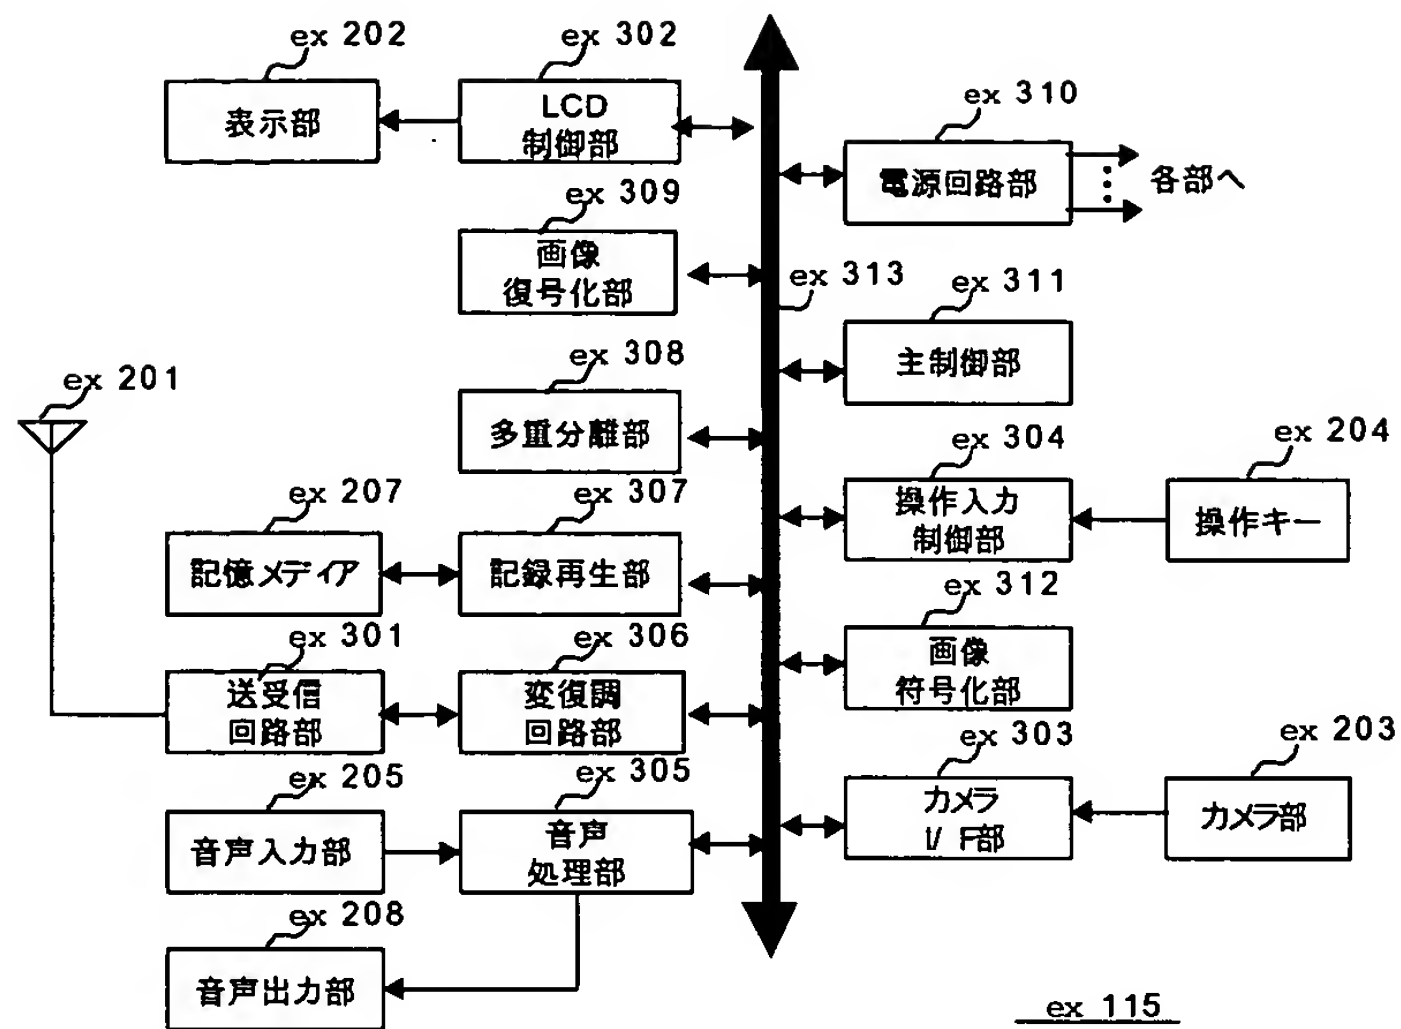 ex 202
ex 302
表示部
LCD
制御部
ex 310
電源回路部
各部へ
ex 309
画像
復号化部
ex 313
ex 311
主制御部
ex 308
多重分離部
ex 201
ex 304
操作入力
制御部
ex 204
操作キー
ex 207
記憶メディア
ex 307
記録再生部
ex 312
画像
符号化部
ex 301
送受信
回路部
ex 306
変復調
回路部
ex 303
カメラ
I/F部
ex 203
カメラ部
ex 205
音声入力部
ex 305
音声
処理部
ex 208
音声出力部
ex 115